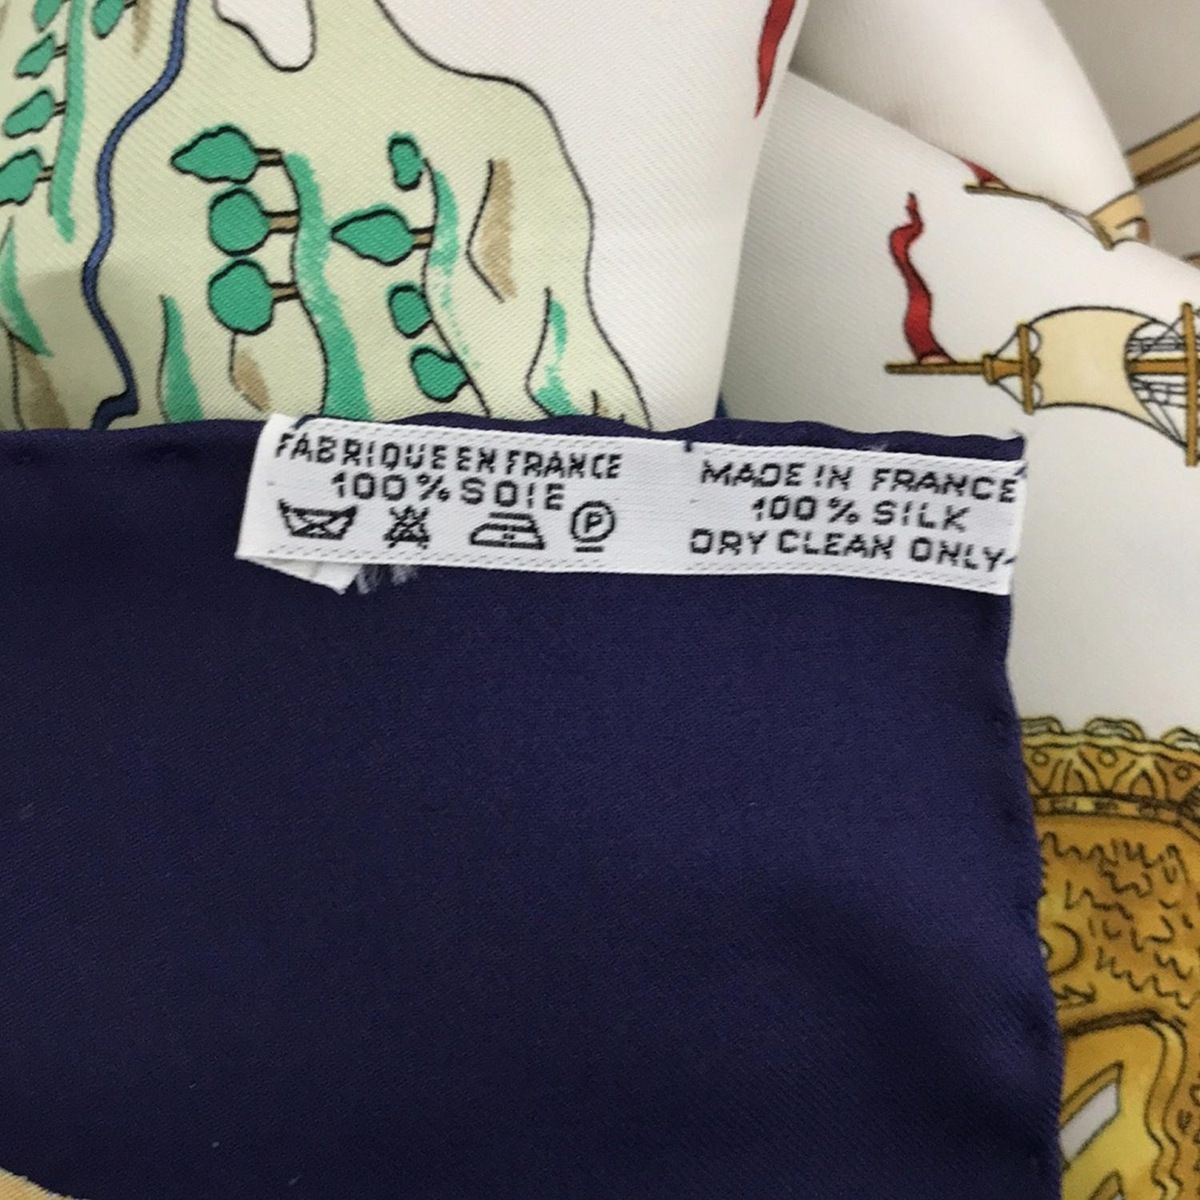 FABRIQUE EN FRANCE
100% SOIE
P
MADE IN FRANCE
100% SILK
DRY CLEAN ONLY